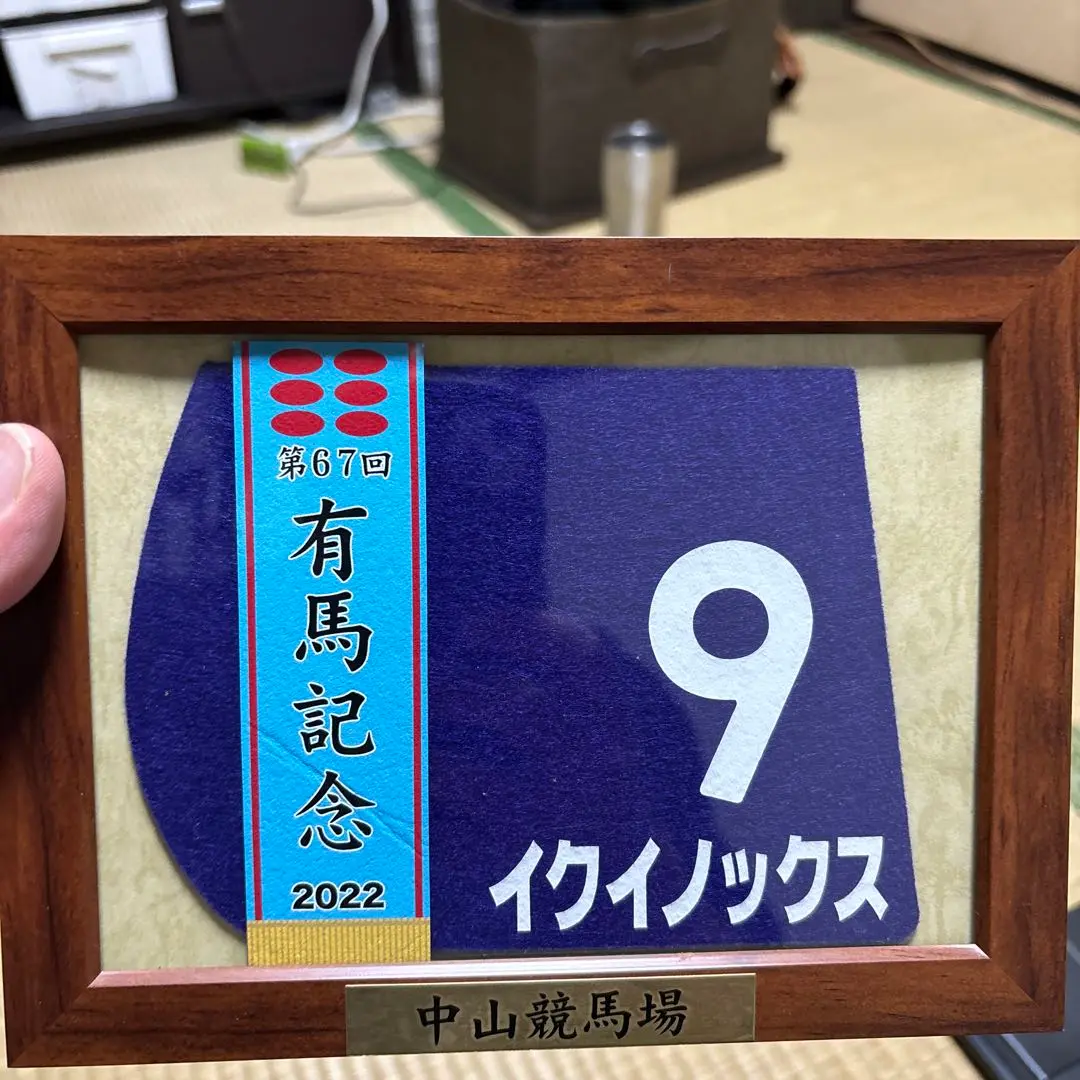 第67回
有馬記念
2022
9
イクイノックス
中山競馬場